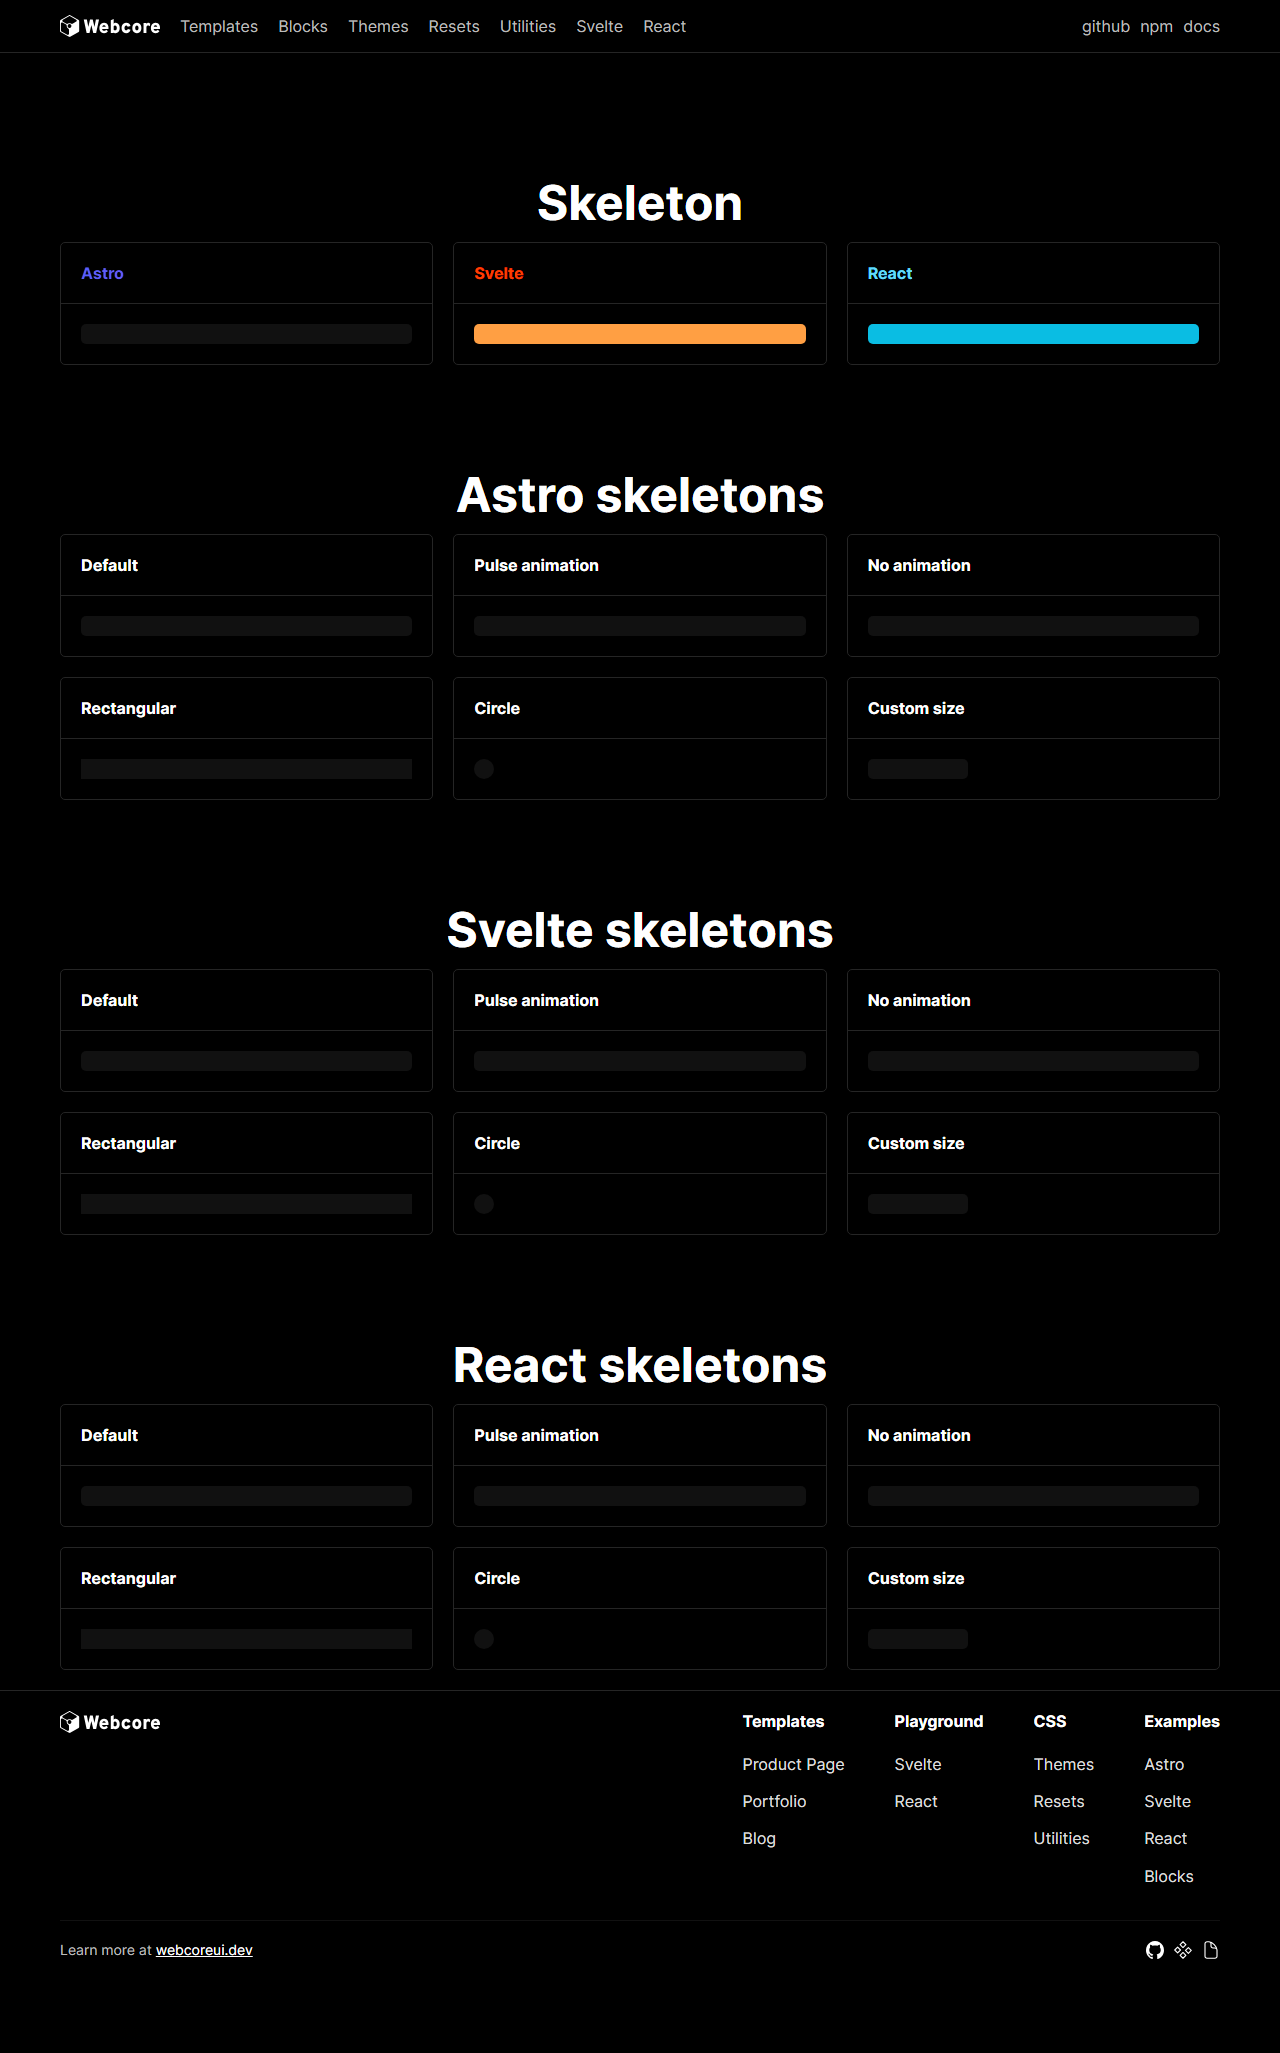 Webcore Templates Blocks Themes Resets Utilities Svelte React github npm docs
Skeleton
Astro Svelte React
Astro skeletons
Default Pulse animation No animation
Rectangular Circle Custom size
Svelte skeletons
Default Pulse animation No animation
Rectangular Circle Custom size
React skeletons
Default Pulse animation No animation
Rectangular Circle Custom size
Webcore Templates Playground CSS Examples
Product Page Svelte Themes Astro
Portfolio React Resets Svelte
Blog Utilities React
Blocks
Learn more at webcoreui.dev